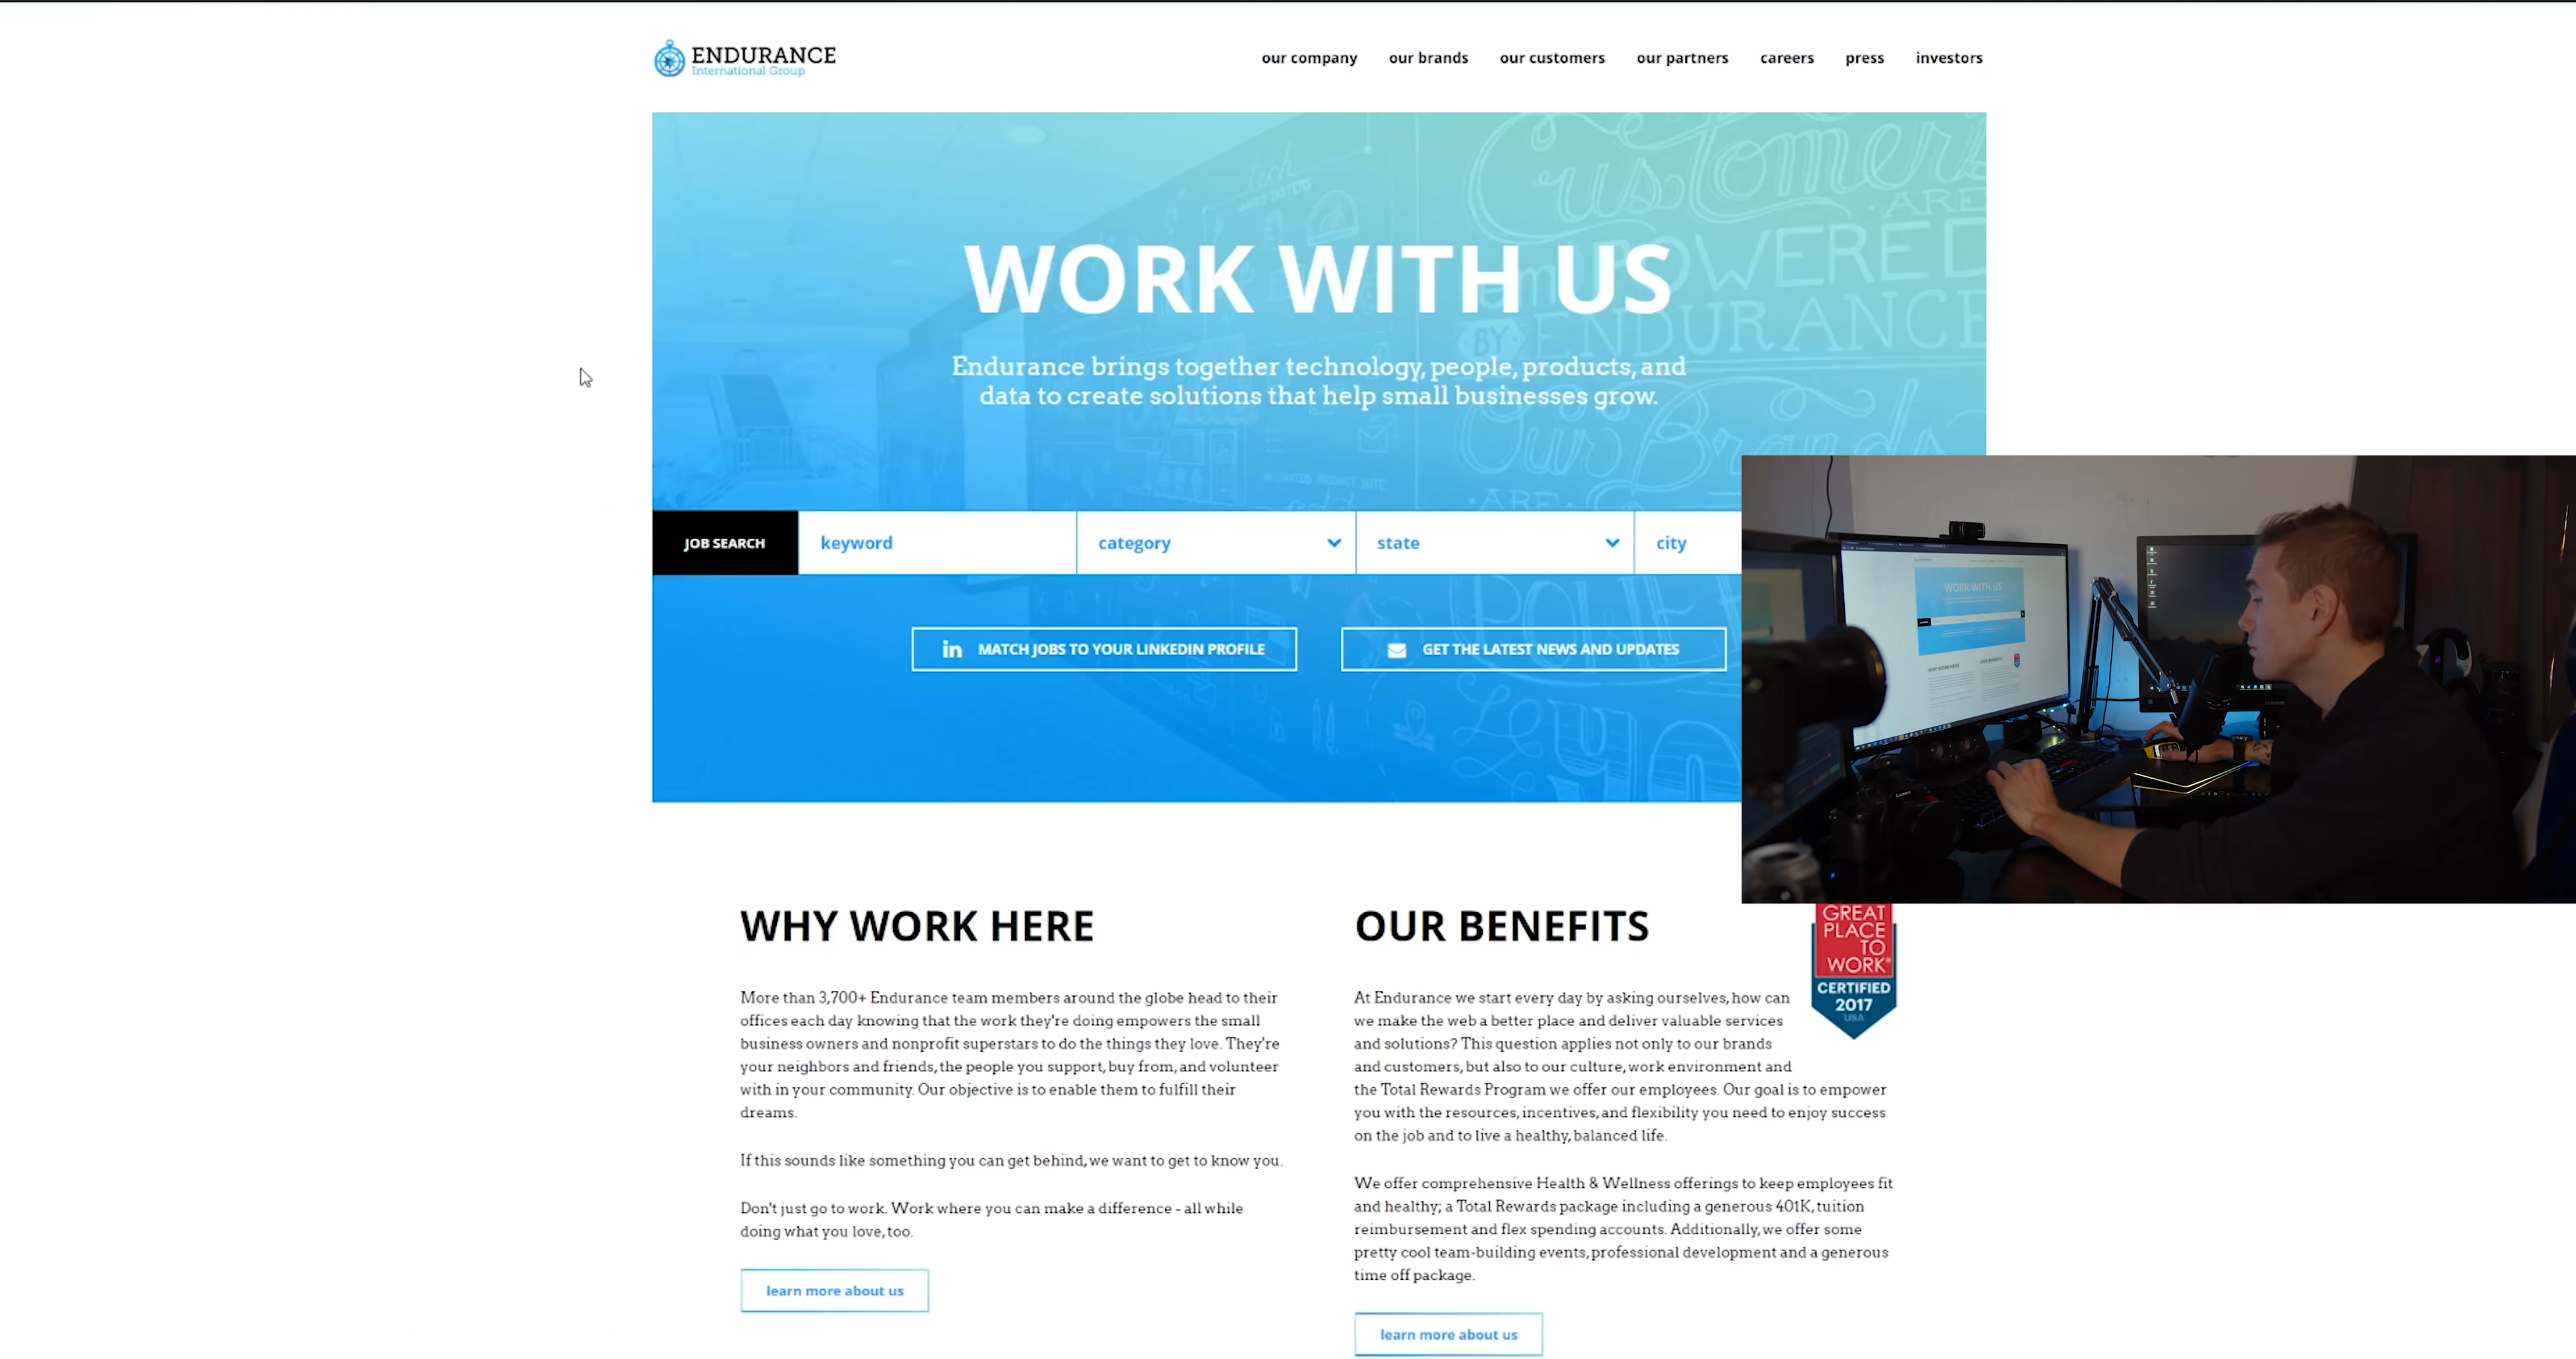 ENDURANCE
International Group
our company our brands our customers our partners careers press investors
Customers
ARE
EMPOWERED
BY ENDURANCE
Our Brands
ARE
WORK WITH US
Endurance brings together technology, people, products, and
data to create solutions that help small businesses grow.
JOB SEARCH keyword category state city
in MATCH JOBS TO YOUR LINKEDIN PROFILE GET THE LATEST NEWS AND UPDATES
WORK WITH US
WHY WORK HERE
More than 3,700+ Endurance team members around the globe head to their
offices each day knowing that the work they're doing empowers the small
business owners and nonprofit superstars to do the things they love. They're
your neighbors and friends, the people you support, buy from, and volunteer
with in your community. Our objective is to enable them to fulfill their
dreams.
If this sounds like something you can get behind, we want to get to know you.
Don't just go to work. Work where you can make a difference - all while
doing what you love, too.
learn more about us
OUR BENEFITS
GREAT
PLACE
TO
WORK®
CERTIFIED
2017
USA
At Endurance we start every day by asking ourselves, how can
we make the web a better place and deliver valuable services
and solutions? This question applies not only to our brands
and customers, but also to our culture, work environment and
the Total Rewards Program we offer our employees. Our goal is to empower
you with the resources, incentives, and flexibility you need to enjoy success
on the job and to live a healthy, balanced life.
We offer comprehensive Health & Wellness offerings to keep employees fit
and healthy; a Total Rewards package including a generous 401K, tuition
reimbursement and flex spending accounts. Additionally, we offer some
pretty cool team-building events, professional development and a generous
time off package.
learn more about us